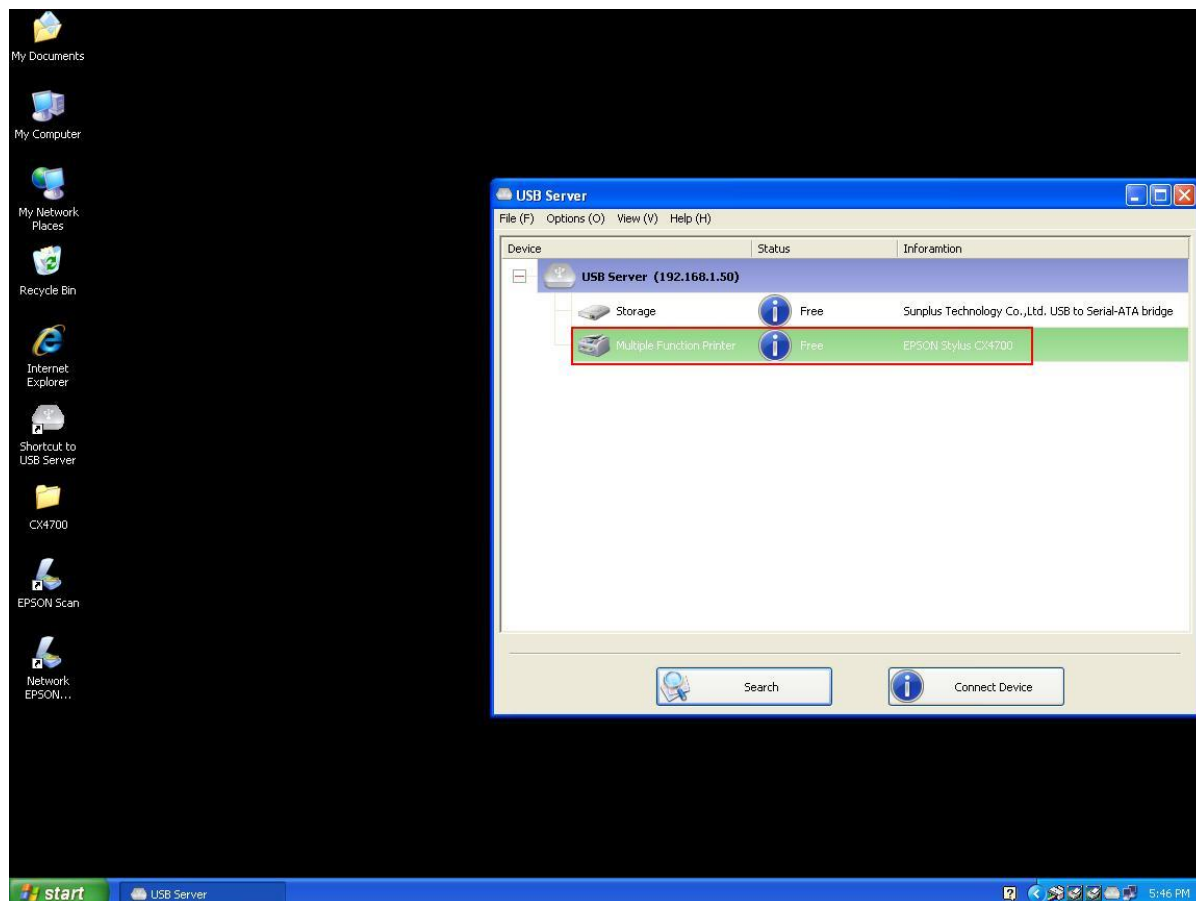 My Documents
My Computer
My Network
Places
Recycle Bin
Internet
Explorer
Shortcut to
USB Server
CX4700
EPSON Scan
Network
EPSON...
USB Server
File (F) Options (O) View (V) Help (H)
Device Status Inforamtion
USB Server (192.168.1.50)
Storage Free Sunplus Technology Co.,Ltd. USB to Serial-ATA bridge
Multiple Function Printer Free EPSON Stylus CX4700
Search Connect Device
start USB Server 5:46 PM